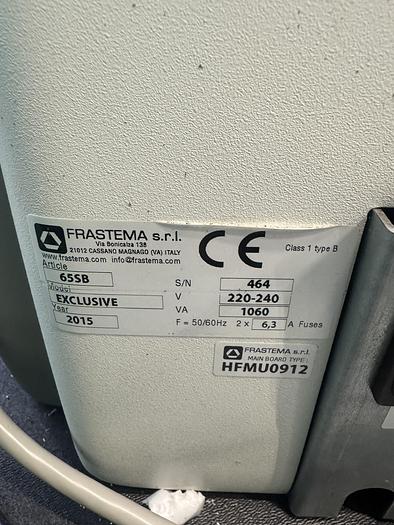 FRASTEMA s.r.l.
Via Bonicalza 138
21012 CASSANO MAGNAGO (VA) ITALY
www.frastema.com info@frastema.com
CE
Class 1 type B
Article
65SB
Model
EXCLUSIVE
Year
2015
S/N 464
V 220-240
VA 1060
F = 50/60Hz 2 x 6,3 A Fuses
FRASTEMA s.r.l.
MAIN BOARD TYPE:
HFMU0912